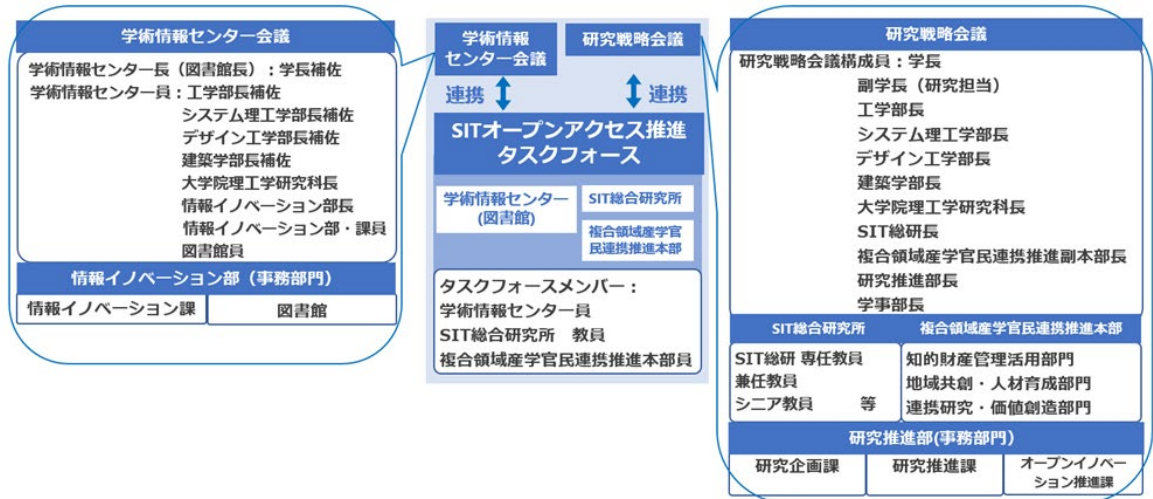 学術情報センター会議
学術情報センター長（図書館長）：学長補佐
学術情報センター員：工学部長補佐
システム理工学部長補佐
デザイン工学部長補佐
建築学部長補佐
大学院理工学研究科長
情報イノベーション部長
情報イノベーション部・課員
図書館員
情報イノベーション部（事務部門）
情報イノベーション課
図書館
学術情報
センター会議
研究戦略会議
連携
連携
SITオープンアクセス推進
タスクフォース
学術情報センター
(図書館)
SIT総合研究所
複合領域産学官
民連携推進本部
タスクフォースメンバー：
学術情報センター員
SIT総合研究所　教員
複合領域産学官民連携推進本部員
研究戦略会議
研究戦略会議構成員：学長
副学長（研究担当）
工学部長
システム理工学部長
デザイン工学部長
建築学部長
大学院理工学研究科長
SIT総研長
複合領域産学官民連携推進副本部長
研究推進部長
学事部長
SIT総合研究所
複合領域産学官民連携推進本部
SIT総研 専任教員
兼任教員
シニア教員　　等
知的財産管理活用部門
地域共創・人材育成部門
連携研究・価値創造部門
研究推進部(事務部門）
研究企画課
研究推進課
オープンイノベー
ション推進課